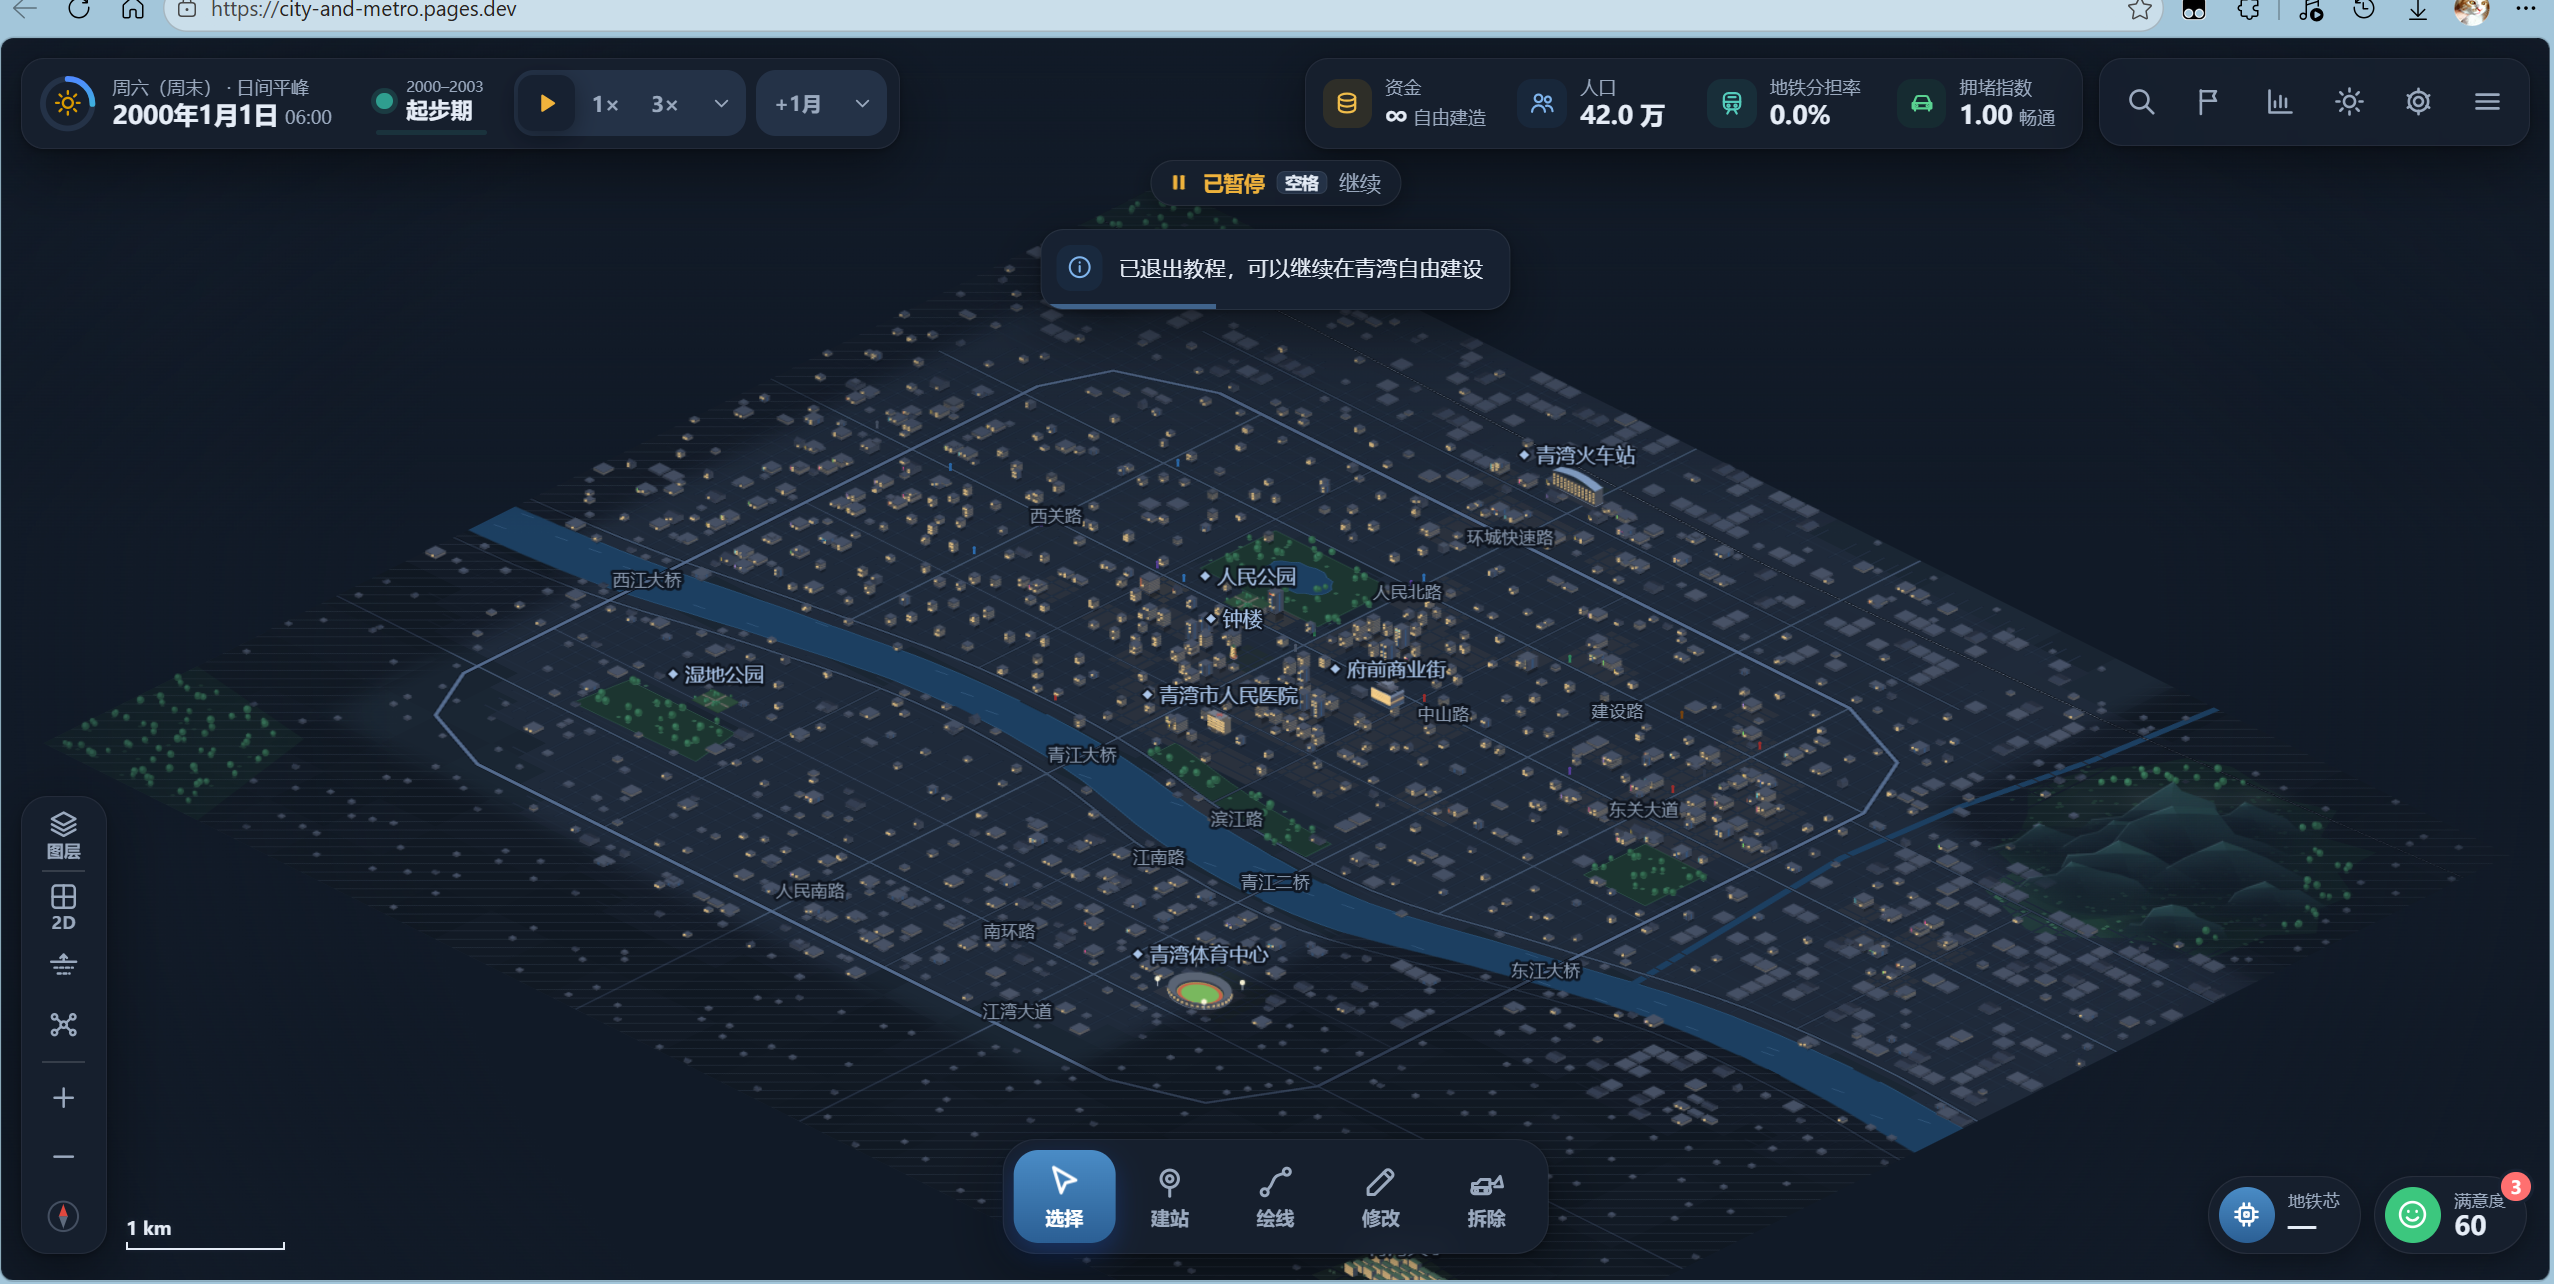 https://city-and-metro.pages.dev
周六（周末） · 日间平峰
2000年1月1日 06:00
2000–2003
起步期
1×
3×
+1月
资金
∞ 自由建造
人口
42.0 万
地铁分担率
0.0%
拥堵指数
1.00 畅通
已暂停 空格 继续
已退出教程，可以继续在青湾自由建设
青湾火车站
西关路
环城快速路
西江大桥
人民公园
人民北路
钟楼
湿地公园
府前商业街
青湾市人民医院
中山路
建设路
青江大桥
东关大道
滨江路
江南路
青江二桥
人民南路
南环路
青湾体育中心
东江大桥
江湾大道
图层
2D
1 km
选择
建站
绘线
修改
拆除
地铁芯
—
满意度
60
3